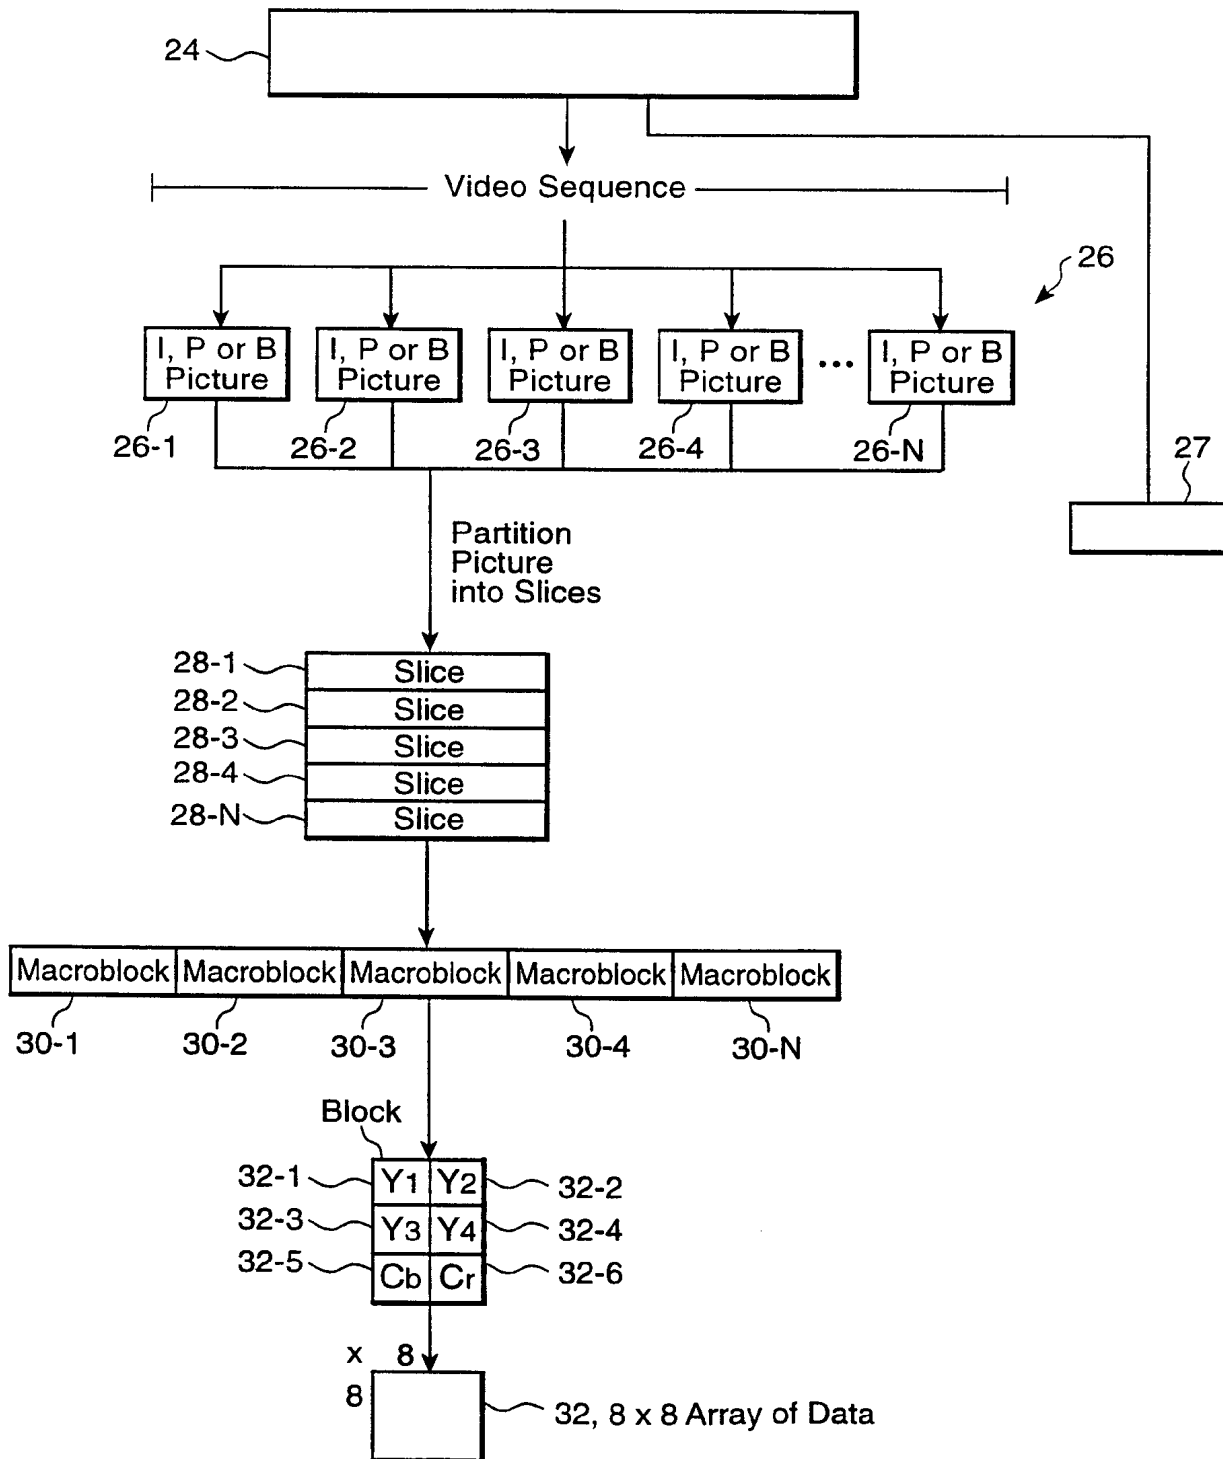 24
Video Sequence
26
I, P or B
Picture
I, P or B
Picture
I, P or B
Picture
I, P or B
Picture
...
I, P or B
Picture
26-1
26-2
26-3
26-4
26-N
27
Partition
Picture
into Slices
28-1
Slice
28-2
Slice
28-3
Slice
28-4
Slice
28-N
Slice
Macroblock
Macroblock
Macroblock
Macroblock
Macroblock
30-1
30-2
30-3
30-4
30-N
Block
32-1
Y1
Y2
32-2
32-3
Y3
Y4
32-4
32-5
Cb
Cr
32-6
x 8
8
32, 8 x 8 Array of Data